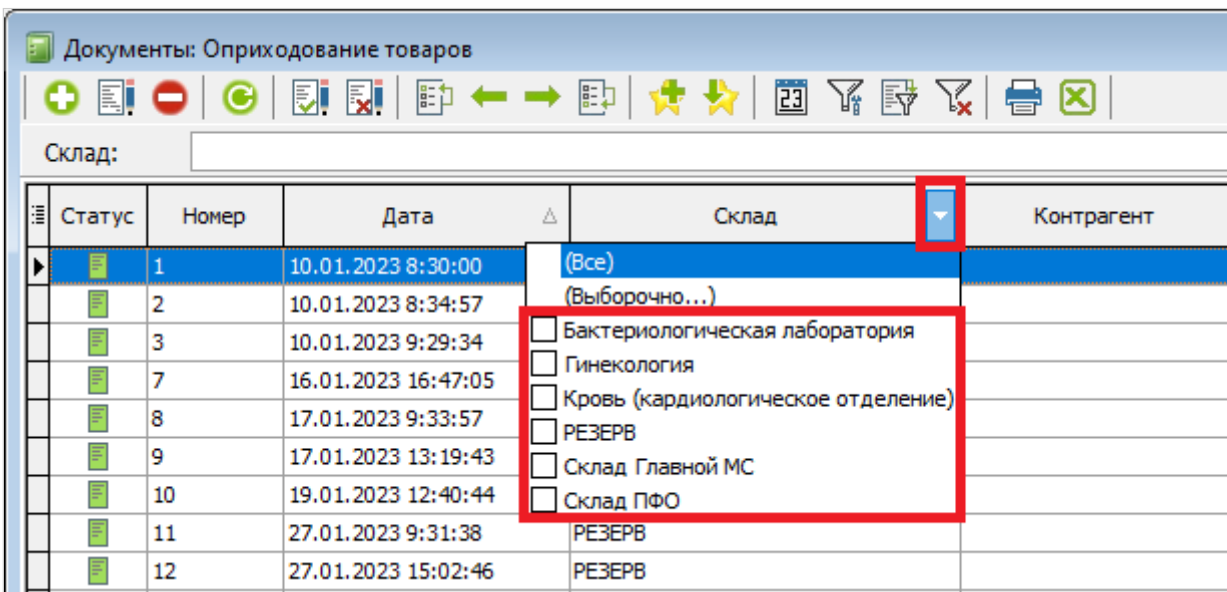 Документы: Оприходование товаров
23
Склад:
Статус Номер Дата Склад Контрагент
1 10.01.2023 8:30:00 (Все)
2 10.01.2023 8:34:57 (Выборочно...)
Бактериологическая лаборатория
3 10.01.2023 9:29:34 Гинекология
7 16.01.2023 16:47:05 Кровь (кардиологическое отделение)
8 17.01.2023 9:33:57 РЕЗЕРВ
9 17.01.2023 13:19:43 Склад Главной МС
10 19.01.2023 12:40:44 Склад ПФО
11 27.01.2023 9:31:38 РЕЗЕРВ
12 27.01.2023 15:02:46 РЕЗЕРВ